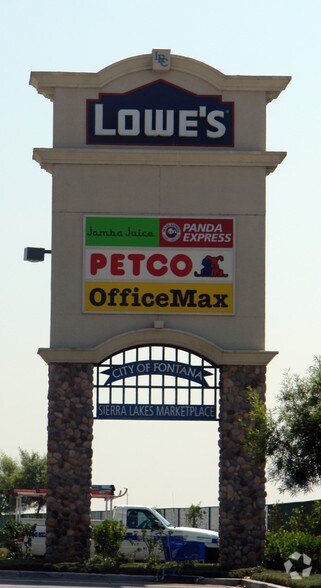 LOWE'S
Jamba Juice
PANDA
EXPRESS
PETCO
OfficeMax
CITY OF FONTANA
SIERRA LAKES MARKETPLACE